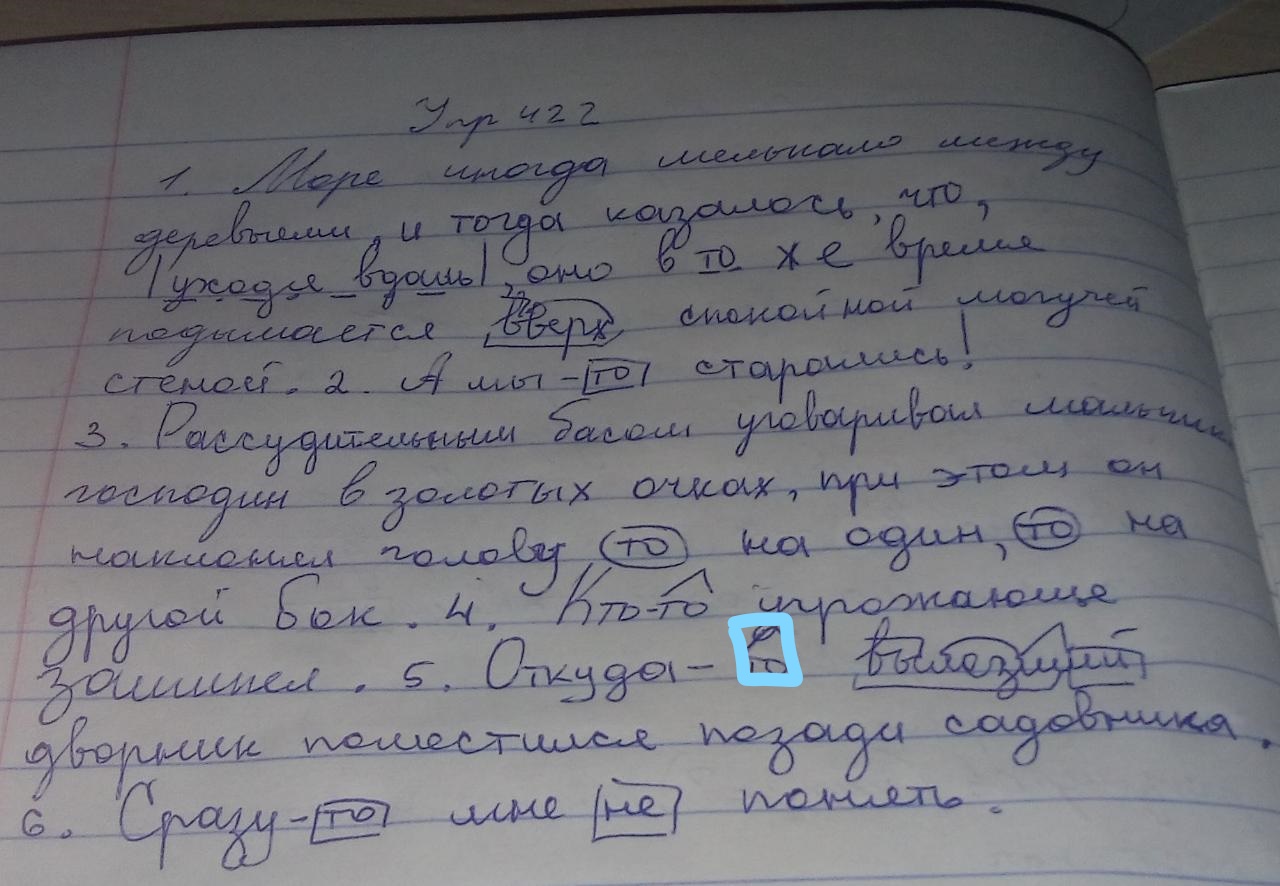 Упр 422
1. Море иногда мелькало между
деревьями, и тогда казалось, что,
|уходя вдаль|, оно в то же время
подымается вверх спокойной могучей
стеной. 2. А мы-то старались!
3. Рассудительным басом уговаривал мальчик
господин в золотых очках, при этом он
наклонял голову то на один, то на
другой бок. 4. Кто-то угрожающе
зашипел. 5. Откуда-то вылезший
дворник поместился позади садовника.
6. Сразу-то мне не понять.